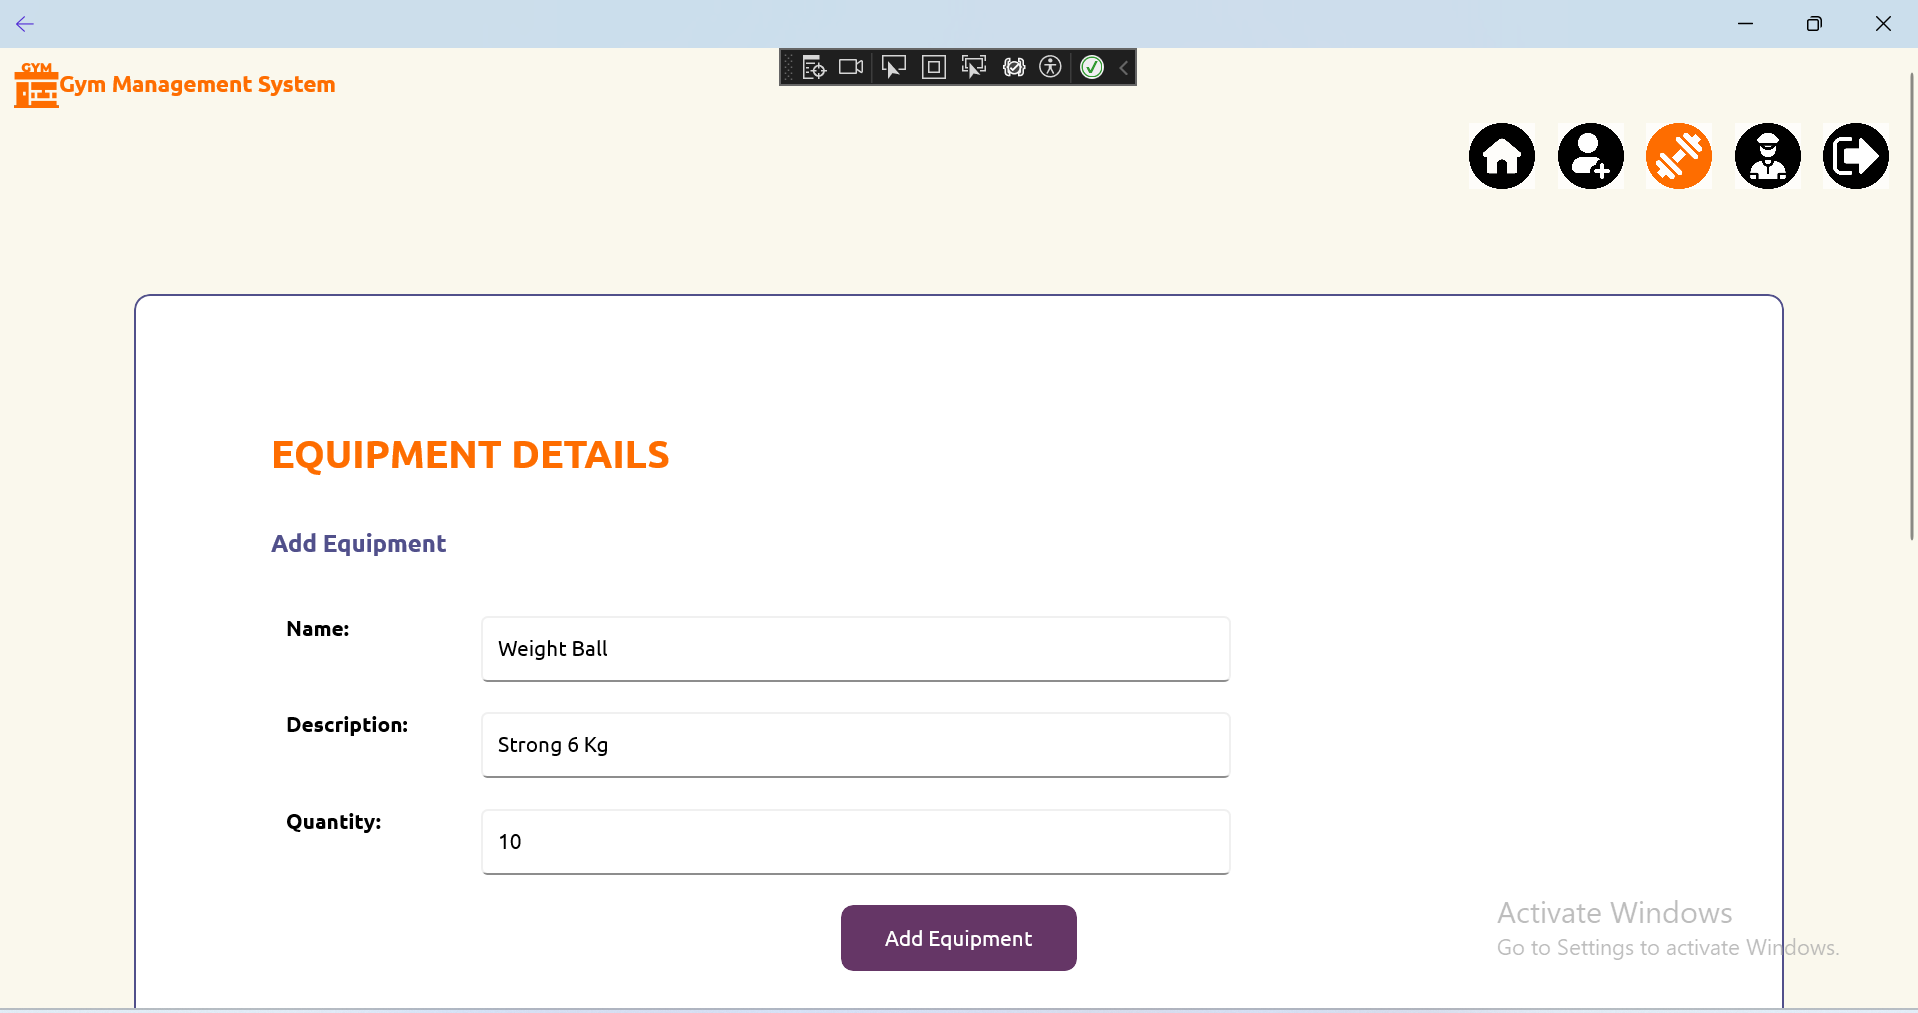 GYM
Gym Management System
EQUIPMENT DETAILS
Add Equipment
Name:
Weight Ball
Description:
Strong 6 Kg
Quantity:
10
Add Equipment
Activate Windows
Go to Settings to activate Windows.